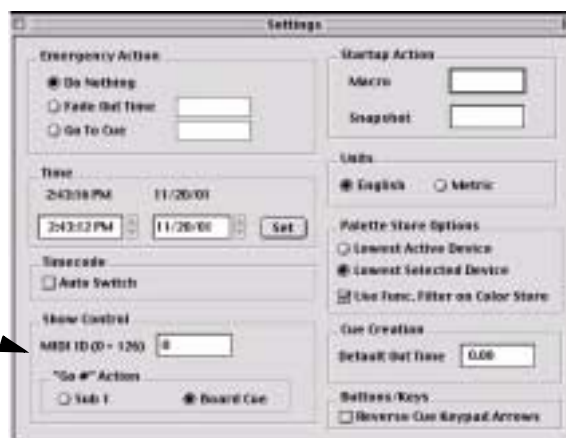 Settings
Emergency Action
Do Nothing
Fade Out Time
Go To Cue
Time
2:43:16 PM 11/20/01
2:43:12 PM 11/20/01 Set
Timecode
Auto Switch
Show Control
MIDI ID (0 - 126) 0
"Go #" Action
Sub 1 Board Cue
Startup Action
Macro
Snapshot
Units
English Metric
Palette Store Options
Lowest Active Device
Lowest Selected Device
Use Func. Filter on Color Store
Cue Creation
Default Out Time 0.00
Buttons/Keys
Reverse Cue Keypad Arrows